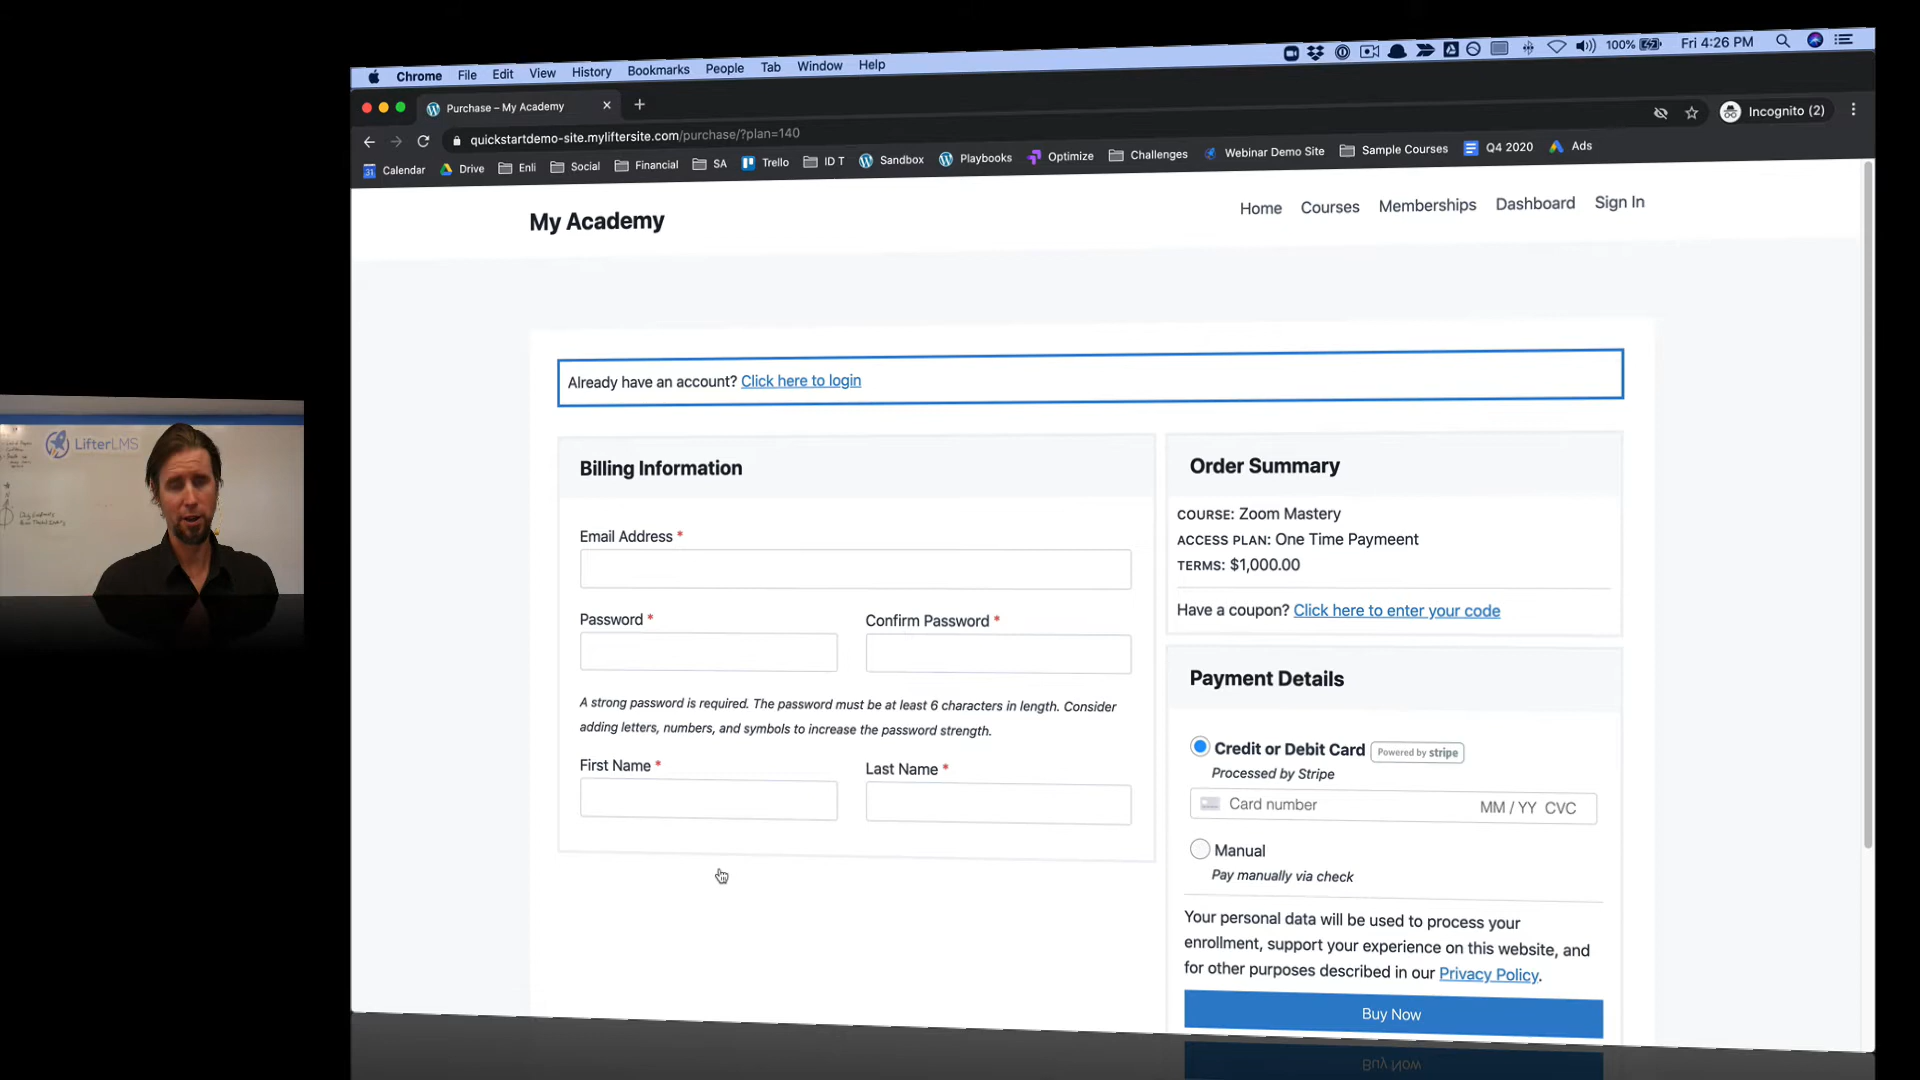 Chrome File Edit View History Bookmarks People Tab Window Help 100% Fri 4:26 PM
Purchase – My Academy
quickstartdemo-site.myliftersite.com/purchase/?plan=140 Incognito (2)
Calendar Drive Enli Social Financial SA Trello ID T Sandbox Playbooks Optimize Challenges Webinar Demo Site Sample Courses Q4 2020 Ads
My Academy
Home Courses Memberships Dashboard Sign In
Already have an account? Click here to login
Billing Information
Email Address *
Password *
Confirm Password *
A strong password is required. The password must be at least 6 characters in length. Consider
adding letters, numbers, and symbols to increase the password strength.
First Name *
Last Name *
Order Summary
COURSE: Zoom Mastery
ACCESS PLAN: One Time Paymeent
TERMS: $1,000.00
Have a coupon? Click here to enter your code
Payment Details
Credit or Debit Card Powered by stripe
Processed by Stripe
Card number MM / YY CVC
Manual
Pay manually via check
Your personal data will be used to process your
enrollment, support your experience on this website, and
for other purposes described in our Privacy Policy.
Buy Now
LifterLMS